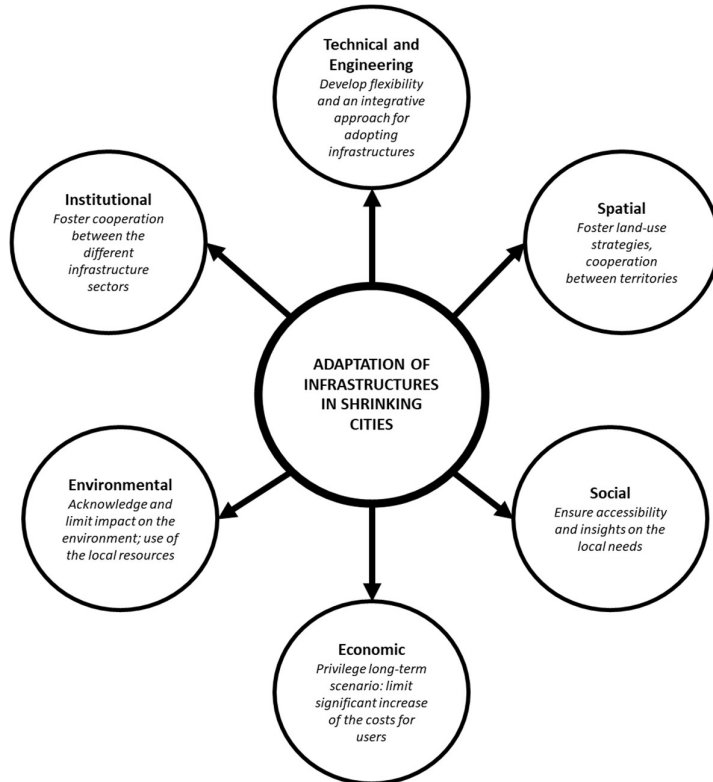 Technical and
Engineering
Develop flexibility
and an integrative
approach for
adopting
infrastructures
Institutional
Foster cooperation
between the
different
infrastructure
sectors
Spatial
Foster land-use
strategies,
cooperation
between territories
ADAPTATION OF
INFRASTRUCTURES
IN SHRINKING
CITIES
Environmental
Acknowledge and
limit impact on the
environment; use of
the local resources
Social
Ensure accessibility
and insights on the
local needs
Economic
Privilege long-term
scenario: limit
significant increase
of the costs for
users